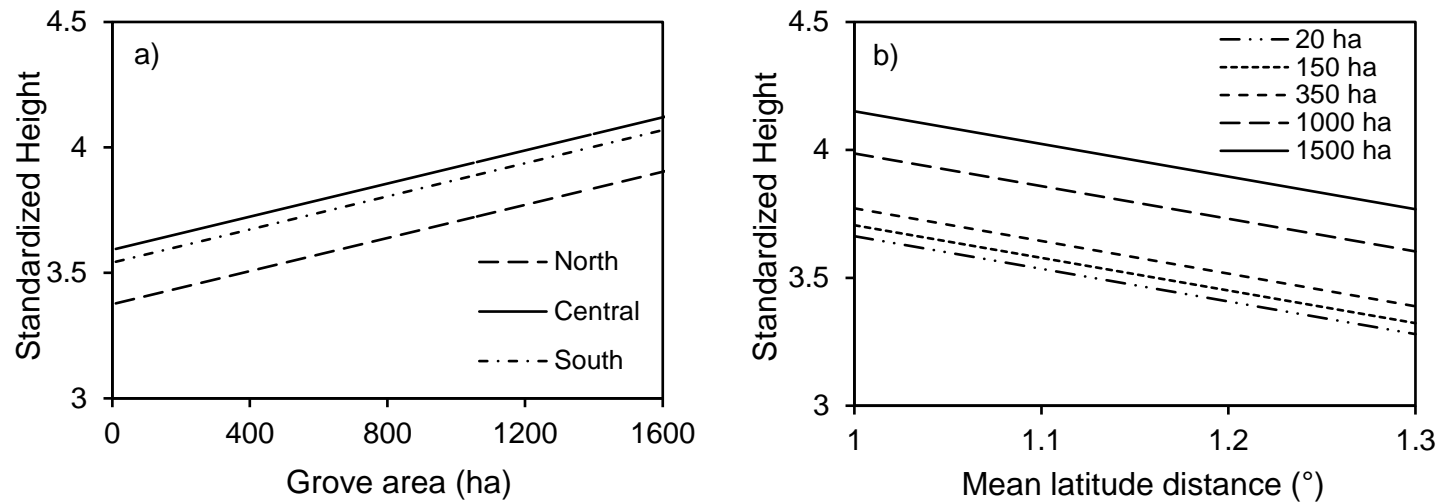 a)
Standardized Height
4.5
4
3.5
3
0
400
800
1200
1600
Grove area (ha)
North
Central
South
b)
Standardized Height
4.5
4
3.5
3
1
1.1
1.2
1.3
Mean latitude distance (°)
20 ha
150 ha
350 ha
1000 ha
1500 ha